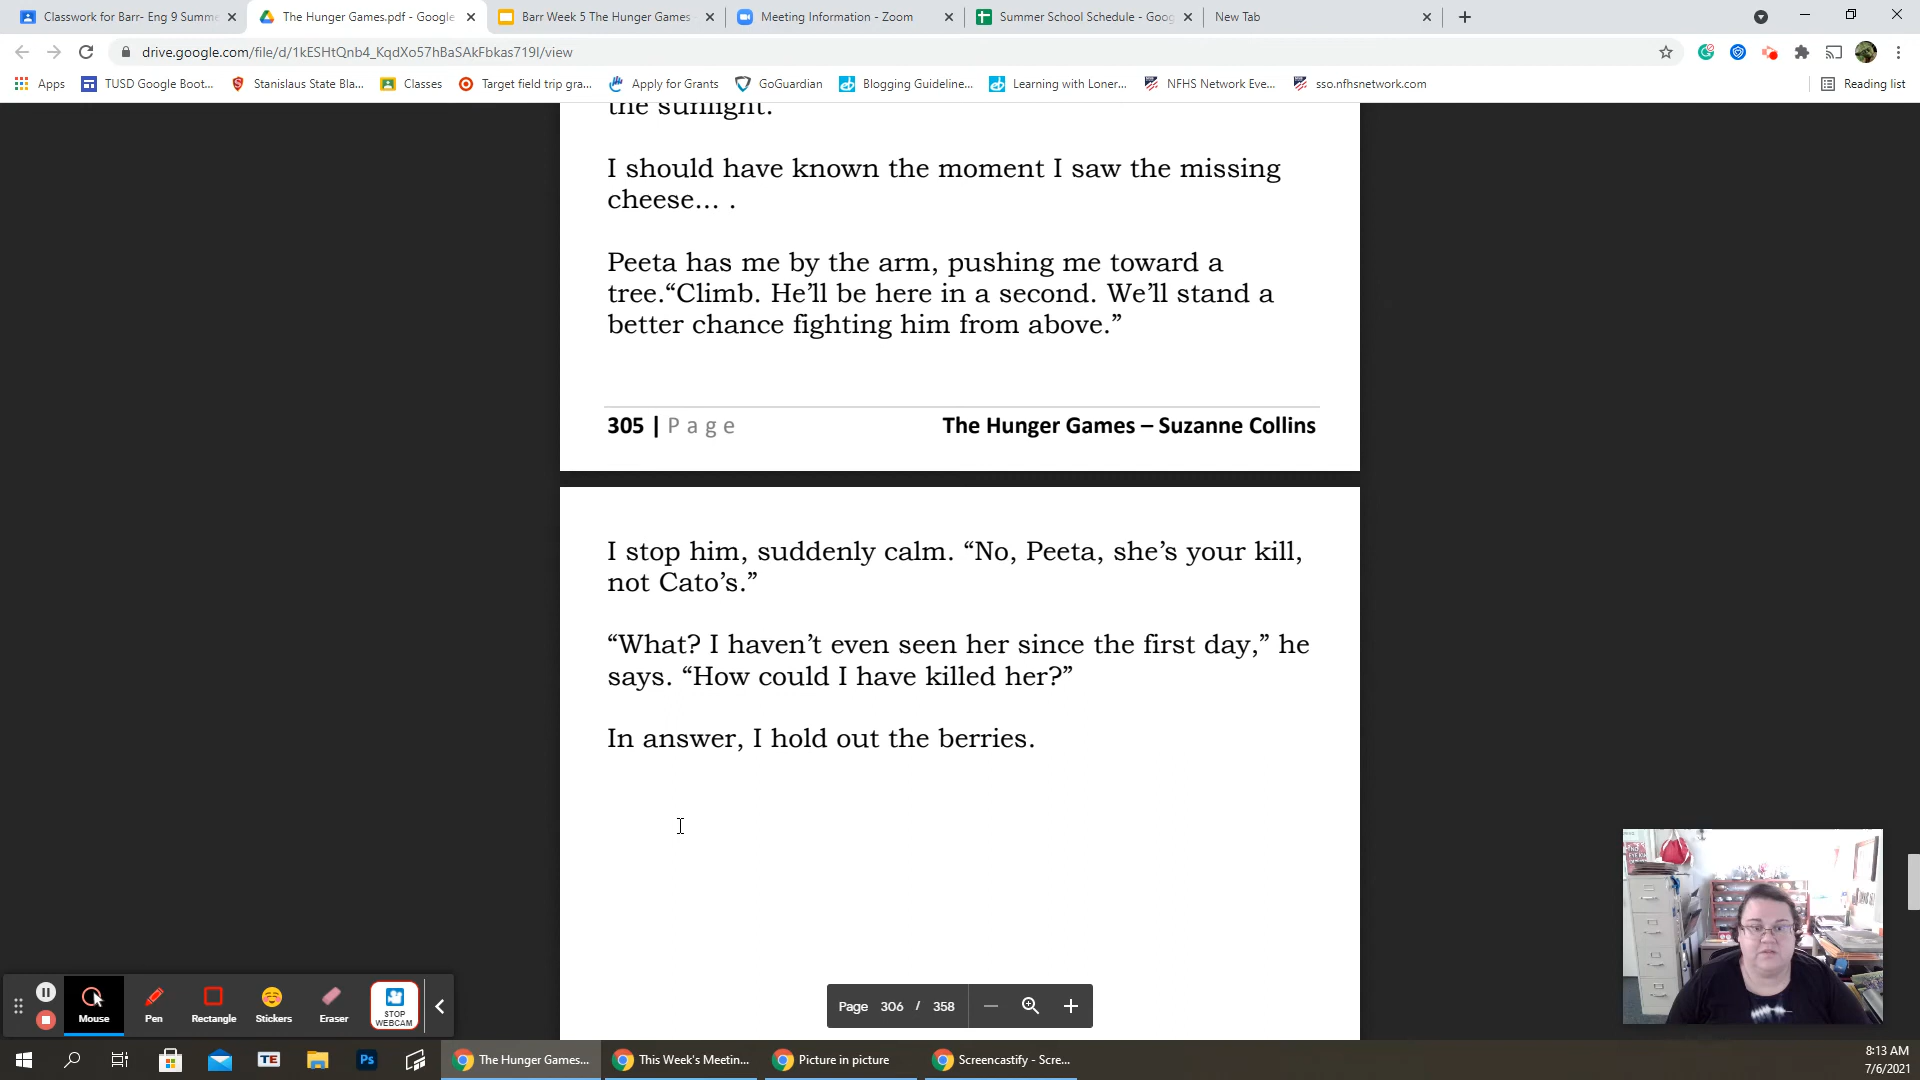 Classwork for Barr- Eng 9 Summe
The Hunger Games.pdf - Google
Barr Week 5 The Hunger Games
Meeting Information - Zoom
Summer School Schedule - Goog
New Tab
drive.google.com/file/d/1kESHtQnb4_KqdXo57hBaSAkFbkas719I/view
Apps
TUSD Google Boot...
Stanislaus State Bla...
Classes
Target field trip gra...
Apply for Grants
GoGuardian
Blogging Guideline...
Learning with Loner...
NFHS Network Eve...
sso.nfhsnetwork.com
Reading list
the sunlight.
I should have known the moment I saw the missing
cheese… .
Peeta has me by the arm, pushing me toward a
tree.“Climb. He’ll be here in a second. We’ll stand a
better chance fighting him from above.”
305 | Page
The Hunger Games – Suzanne Collins
I stop him, suddenly calm. “No, Peeta, she’s your kill,
not Cato’s.”
“What? I haven’t even seen her since the first day,” he
says. “How could I have killed her?”
In answer, I hold out the berries.
Mouse
Pen
Rectangle
Stickers
Eraser
STOP
WEBCAM
Page 306 / 358
TE
Ps
The Hunger Games...
This Week's Meetin...
Picture in picture
Screencastify - Scre...
8:13 AM
7/6/2021